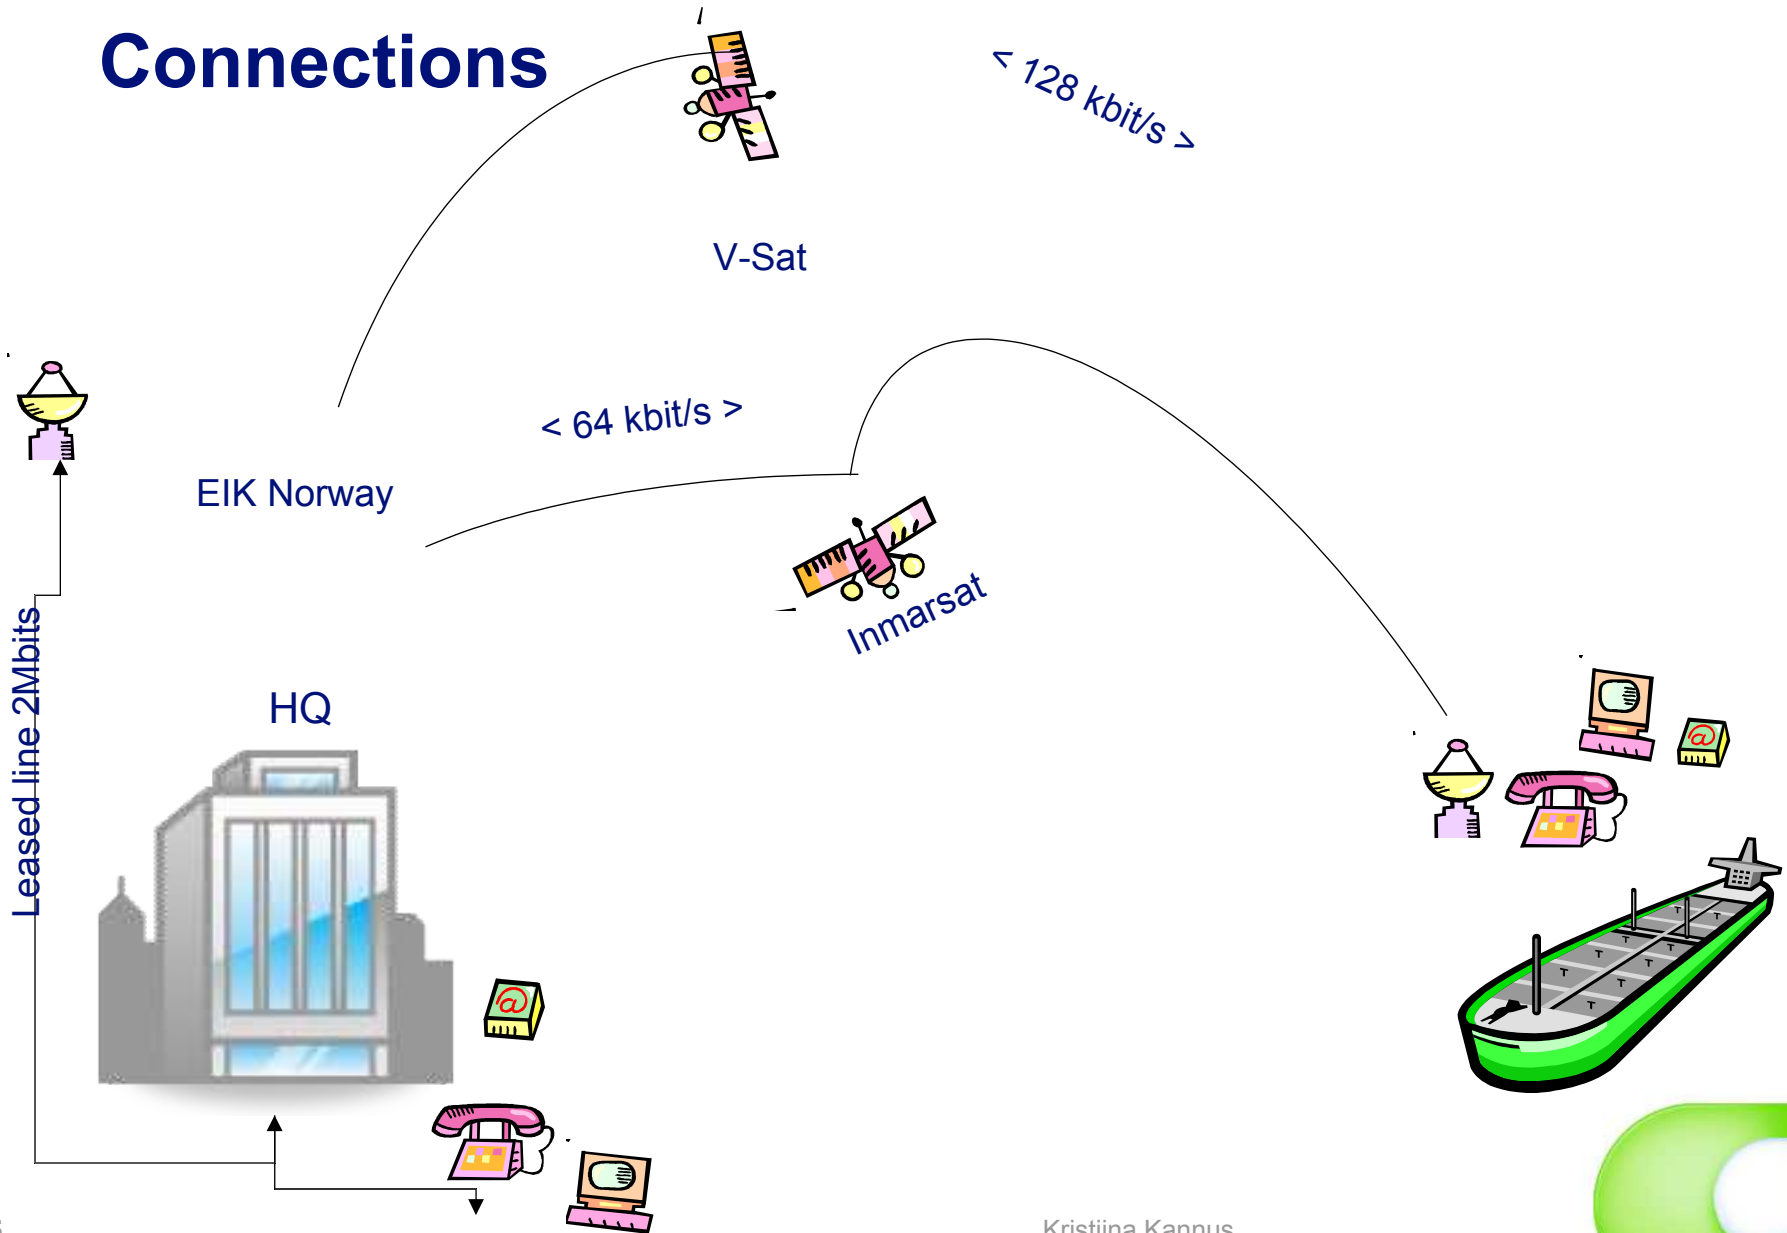 Connections
< 128 kbit/s >
V-Sat
< 64 kbit/s >
EIK Norway
Inmarsat
Leased line 2Mbits
HQ
@
@
Kristiina Kannus